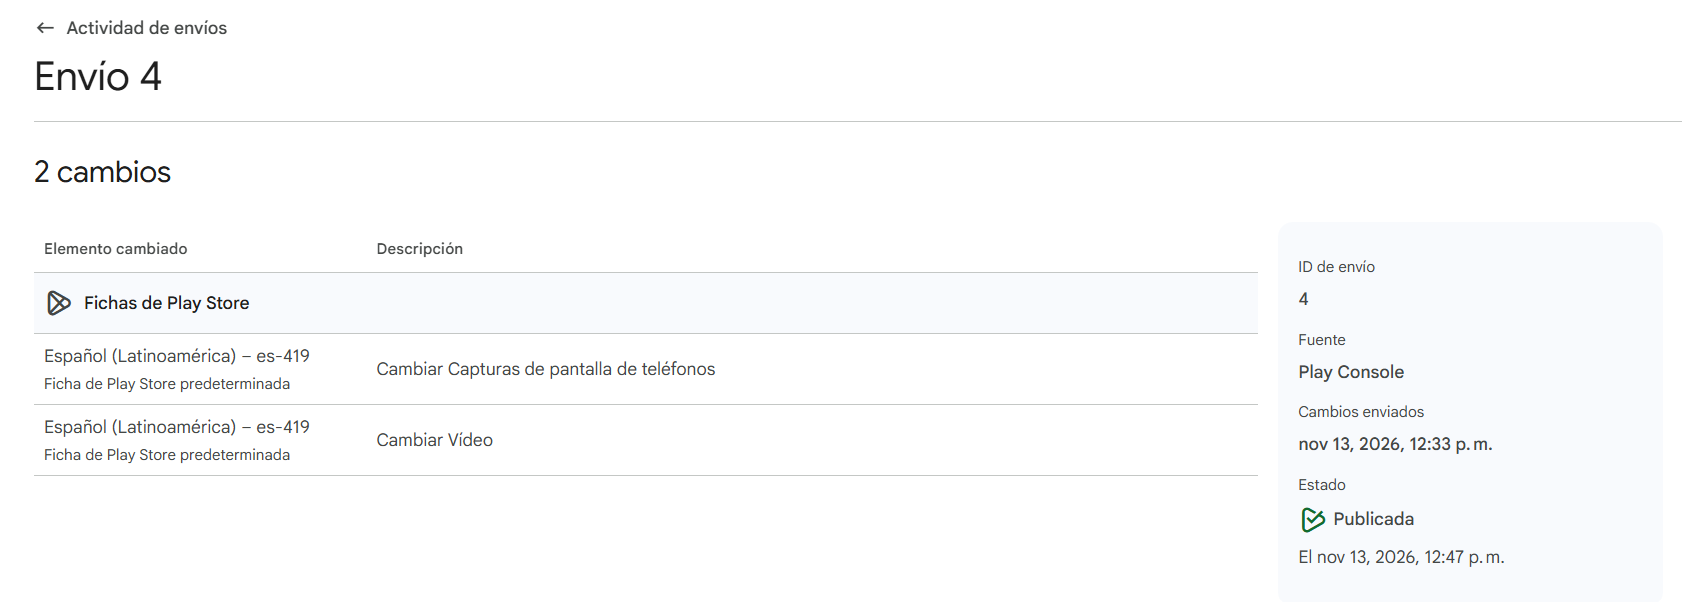 Actividad de envíos
Envío 4
2 cambios
Elemento cambiado Descripción
Fichas de Play Store
Español (Latinoamérica) – es-419
Ficha de Play Store predeterminada
Cambiar Capturas de pantalla de teléfonos
Español (Latinoamérica) – es-419
Ficha de Play Store predeterminada
Cambiar Vídeo
ID de envío
4
Fuente
Play Console
Cambios enviados
nov 13, 2026, 12:33 p. m.
Estado
Publicada
El nov 13, 2026, 12:47 p. m.